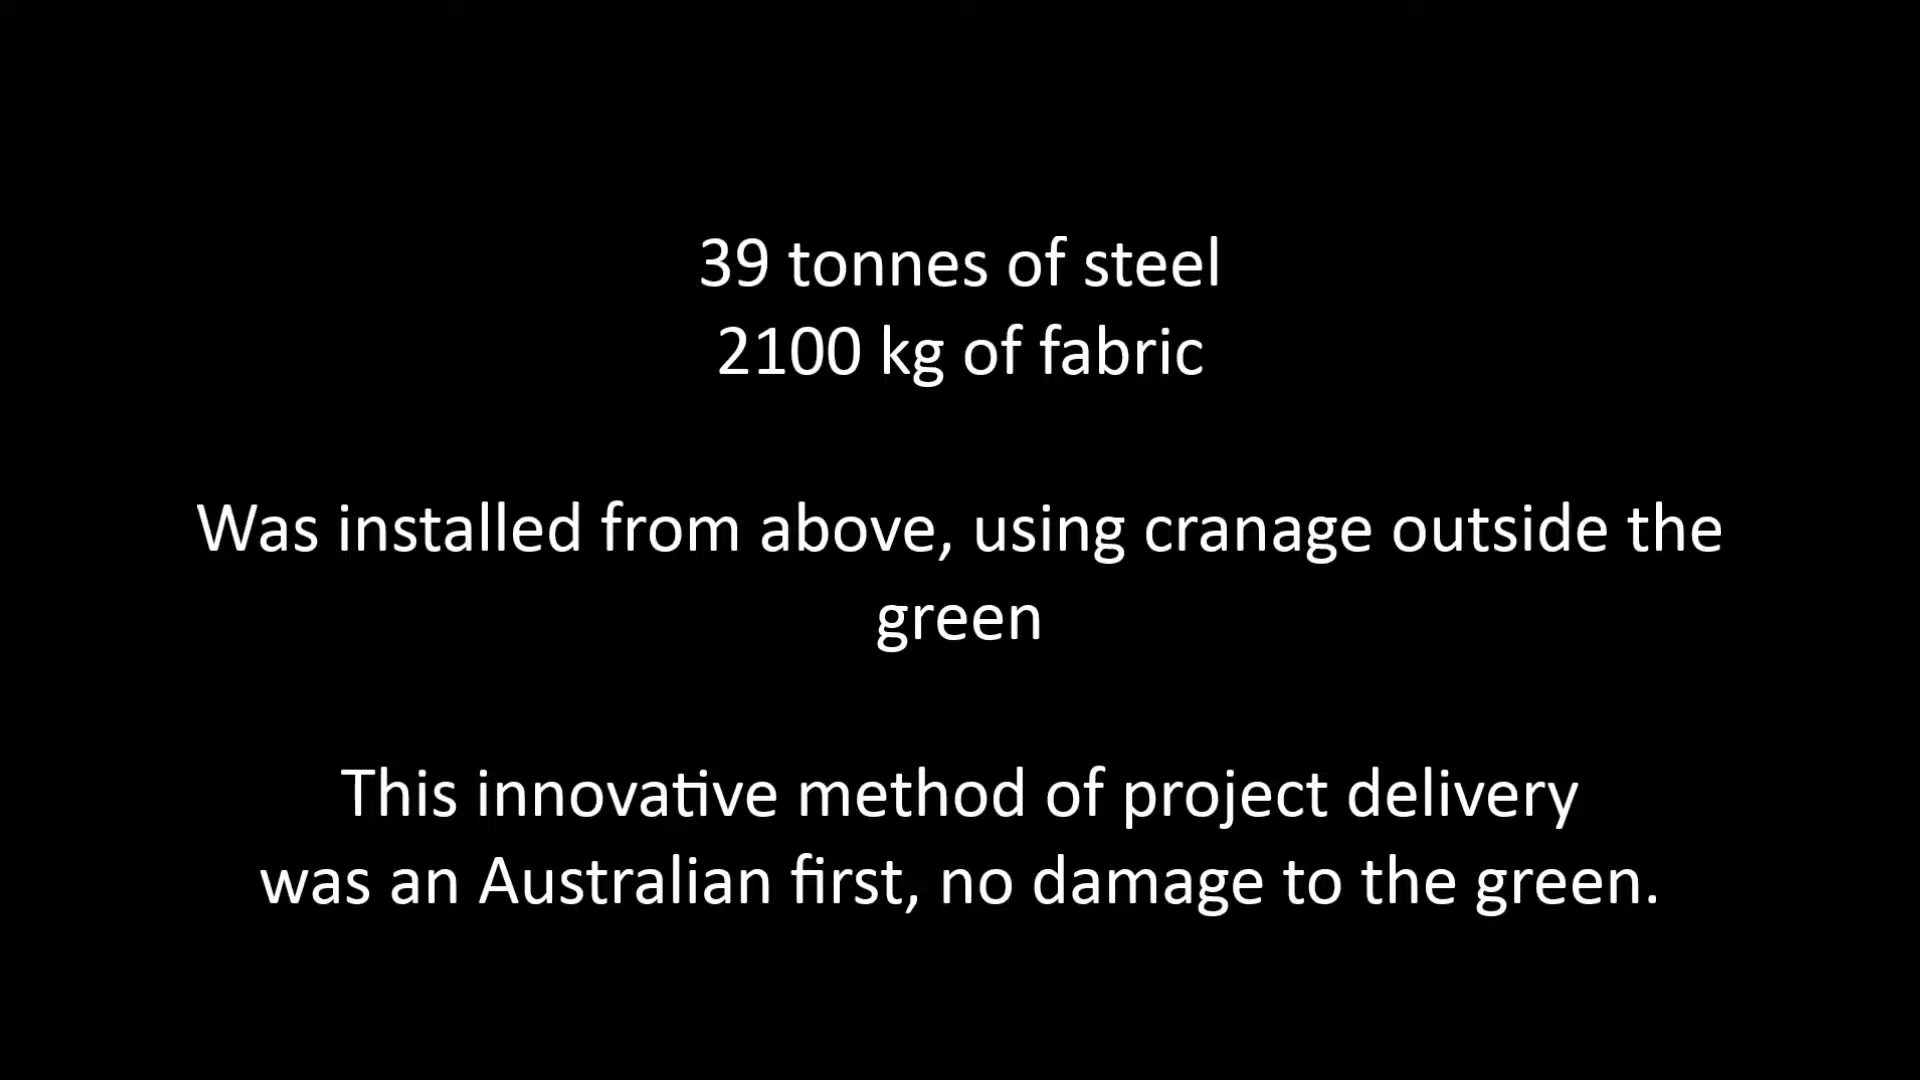 39 tonnes of steel
2100 kg of fabric
Was installed from above, using cranage outside the
green
This innovative method of project delivery
was an Australian first, no damage to the green.